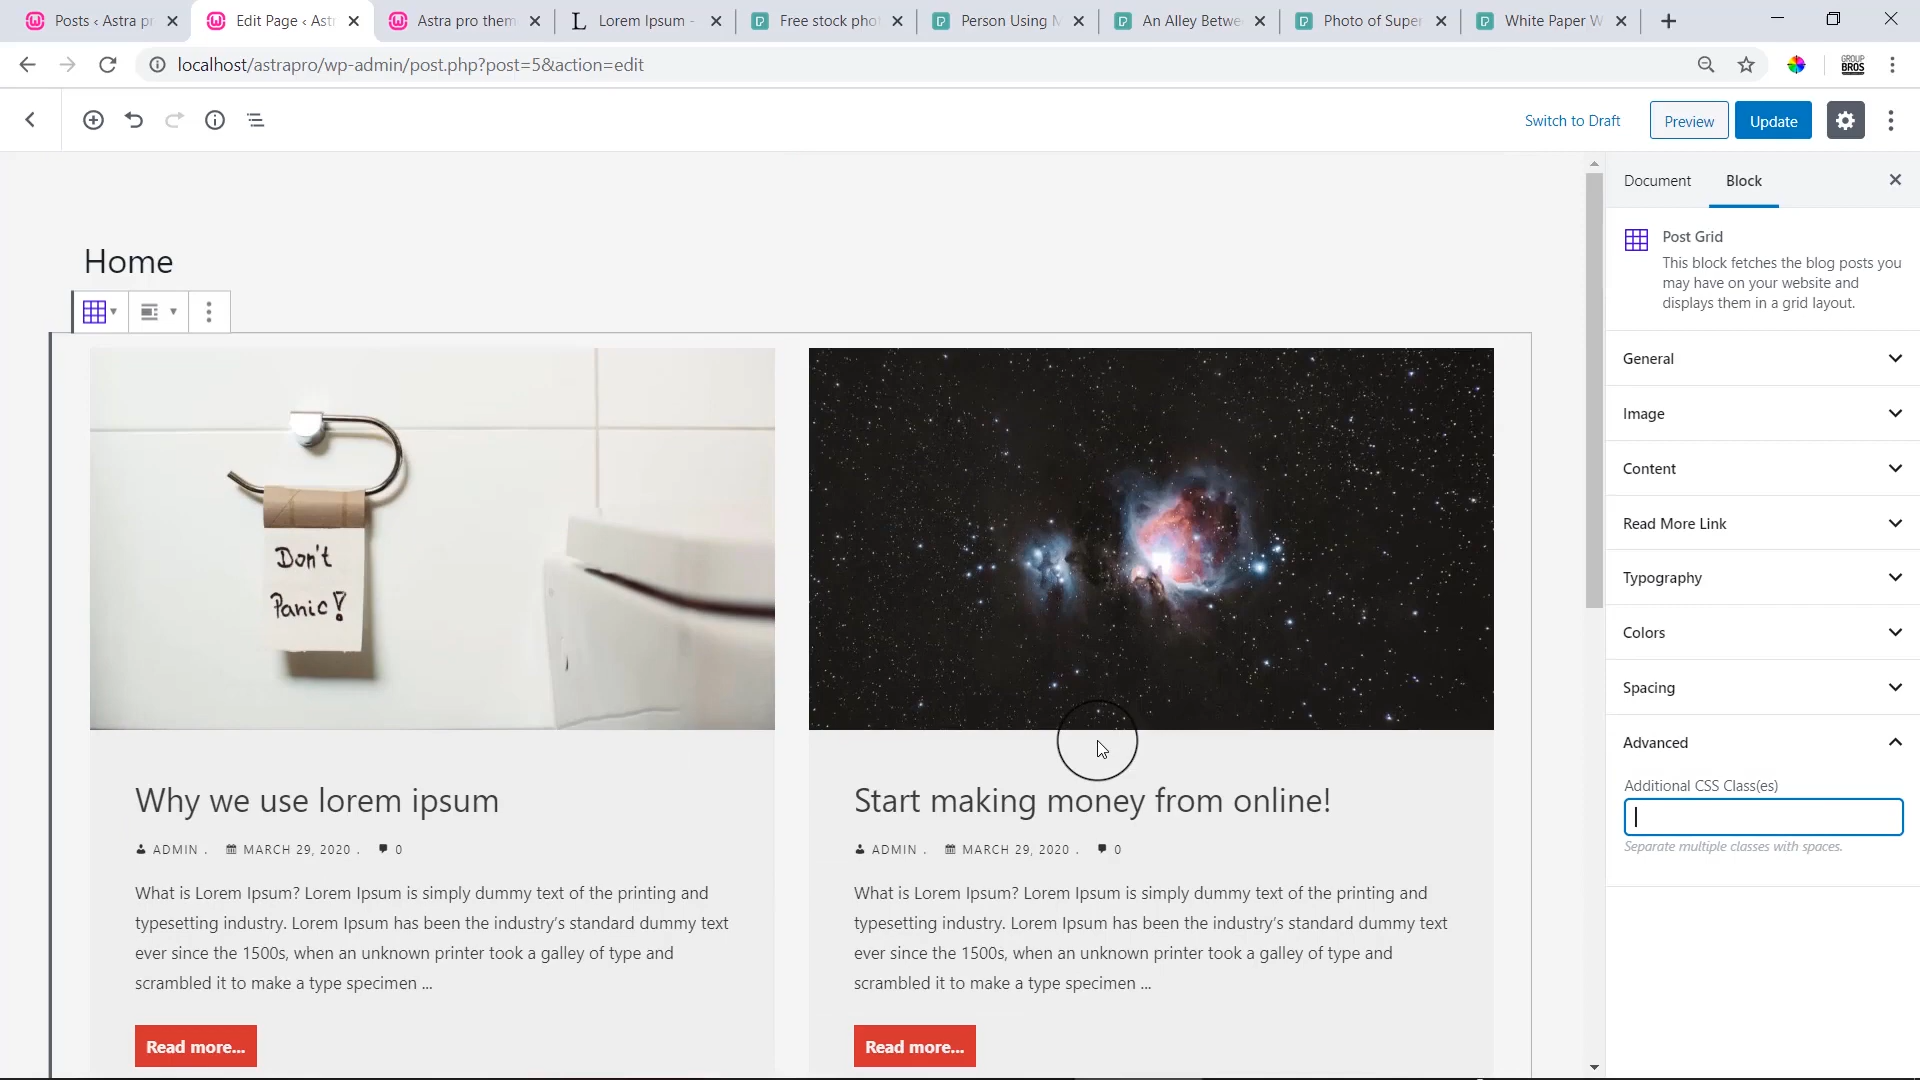 Posts ‹ Astra pr
Edit Page ‹ Astr
Astra pro them
Lorem Ipsum -
Free stock phot
Person Using M
An Alley Betwe
Photo of Super
White Paper W
localhost/astrapro/wp-admin/post.php?post=5&action=edit
GROUP
BROS
Switch to Draft
Preview
Update
Document
Block
Home
Post Grid
This block fetches the blog posts you
may have on your website and
displays them in a grid layout.
General
Image
Content
Read More Link
Typography
Colors
Spacing
Advanced
Additional CSS Class(es)
Separate multiple classes with spaces.
Don't
Panic!
Why we use lorem ipsum
ADMIN . MARCH 29, 2020 . 0
What is Lorem Ipsum? Lorem Ipsum is simply dummy text of the printing and
typesetting industry. Lorem Ipsum has been the industry's standard dummy text
ever since the 1500s, when an unknown printer took a galley of type and
scrambled it to make a type specimen ...
Read more...
Start making money from online!
ADMIN . MARCH 29, 2020 . 0
What is Lorem Ipsum? Lorem Ipsum is simply dummy text of the printing and
typesetting industry. Lorem Ipsum has been the industry's standard dummy text
ever since the 1500s, when an unknown printer took a galley of type and
scrambled it to make a type specimen ...
Read more...